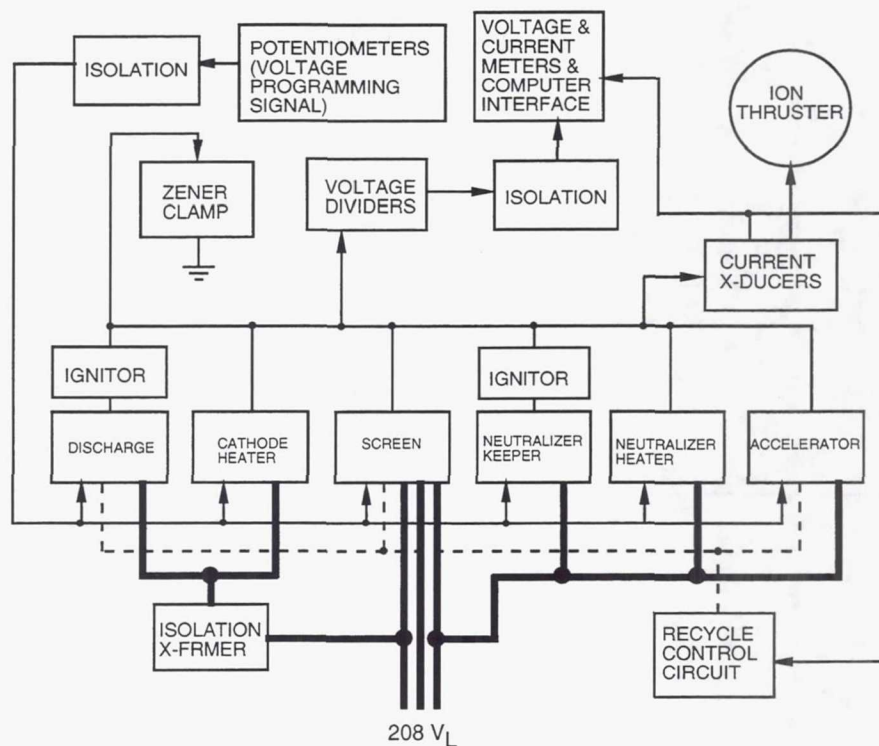 ISOLATION
POTENTIOMETERS
(VOLTAGE
PROGRAMMING
SIGNAL)
VOLTAGE &
CURRENT
METERS &
COMPUTER
INTERFACE
ION
THRUSTER
ZENER
CLAMP
VOLTAGE
DIVIDERS
ISOLATION
CURRENT
X-DUCERS
IGNITOR
IGNITOR
DISCHARGE
CATHODE
HEATER
SCREEN
NEUTRALIZER
KEEPER
NEUTRALIZER
HEATER
ACCELERATOR
ISOLATION
X-FRMER
RECYCLE
CONTROL
CIRCUIT
208 VL